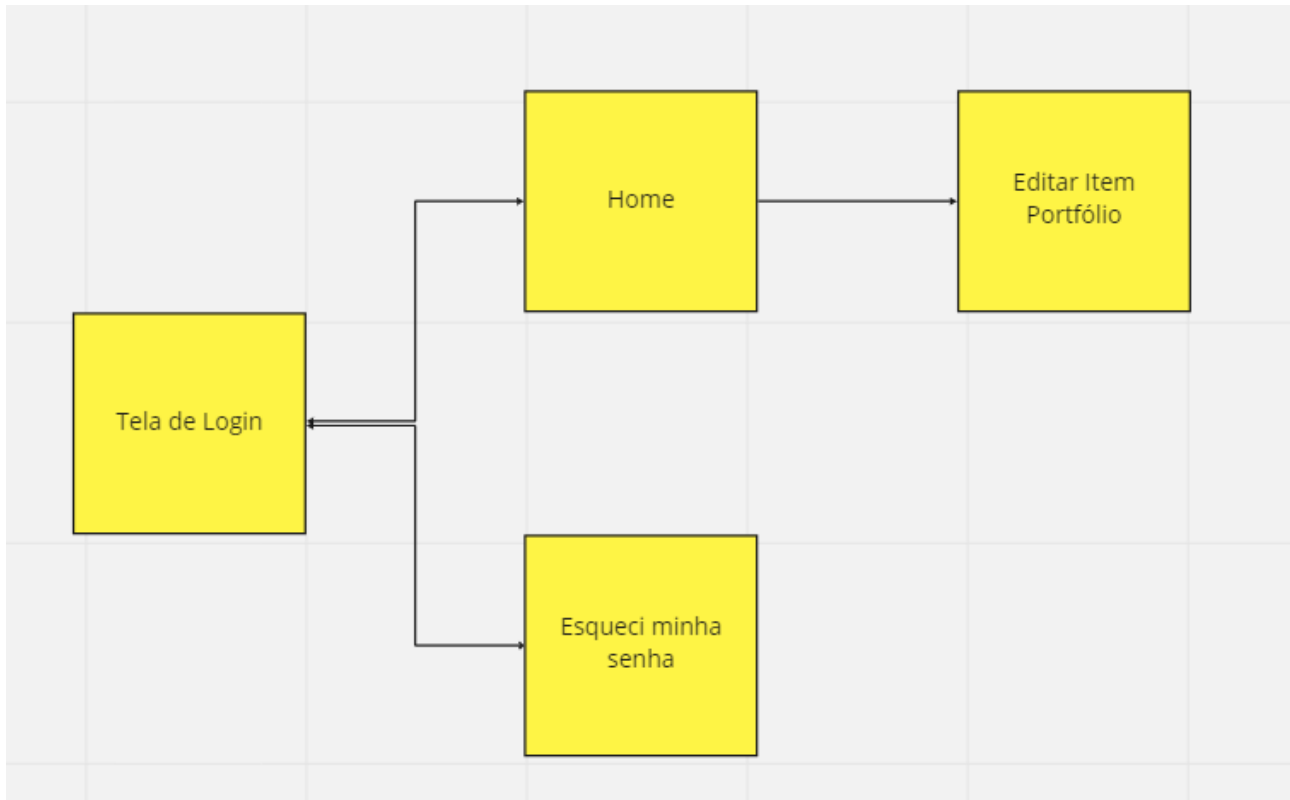 Home
Editar Item
Portfólio
Tela de Login
Esqueci minha
senha